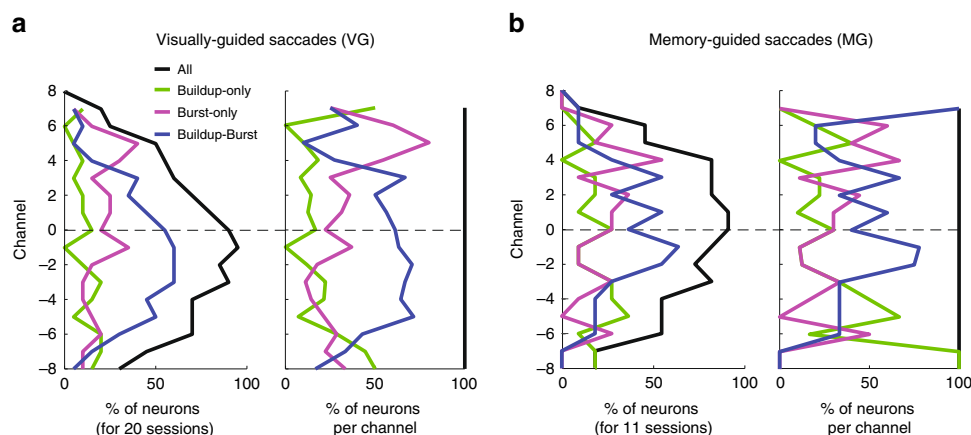 a
Visually-guided saccades (VG)
All
Buildup-only
Burst-only
Buildup-Burst
Channel
8
6
4
2
0
−2
−4
−6
−8
0 50 100
0 50 100
% of neurons
(for 20 sessions)
% of neurons
per channel
b
Memory-guided saccades (MG)
Channel
8
6
4
2
0
−2
−4
−6
−8
0 50 100
0 50 100
% of neurons
(for 11 sessions)
% of neurons
per channel